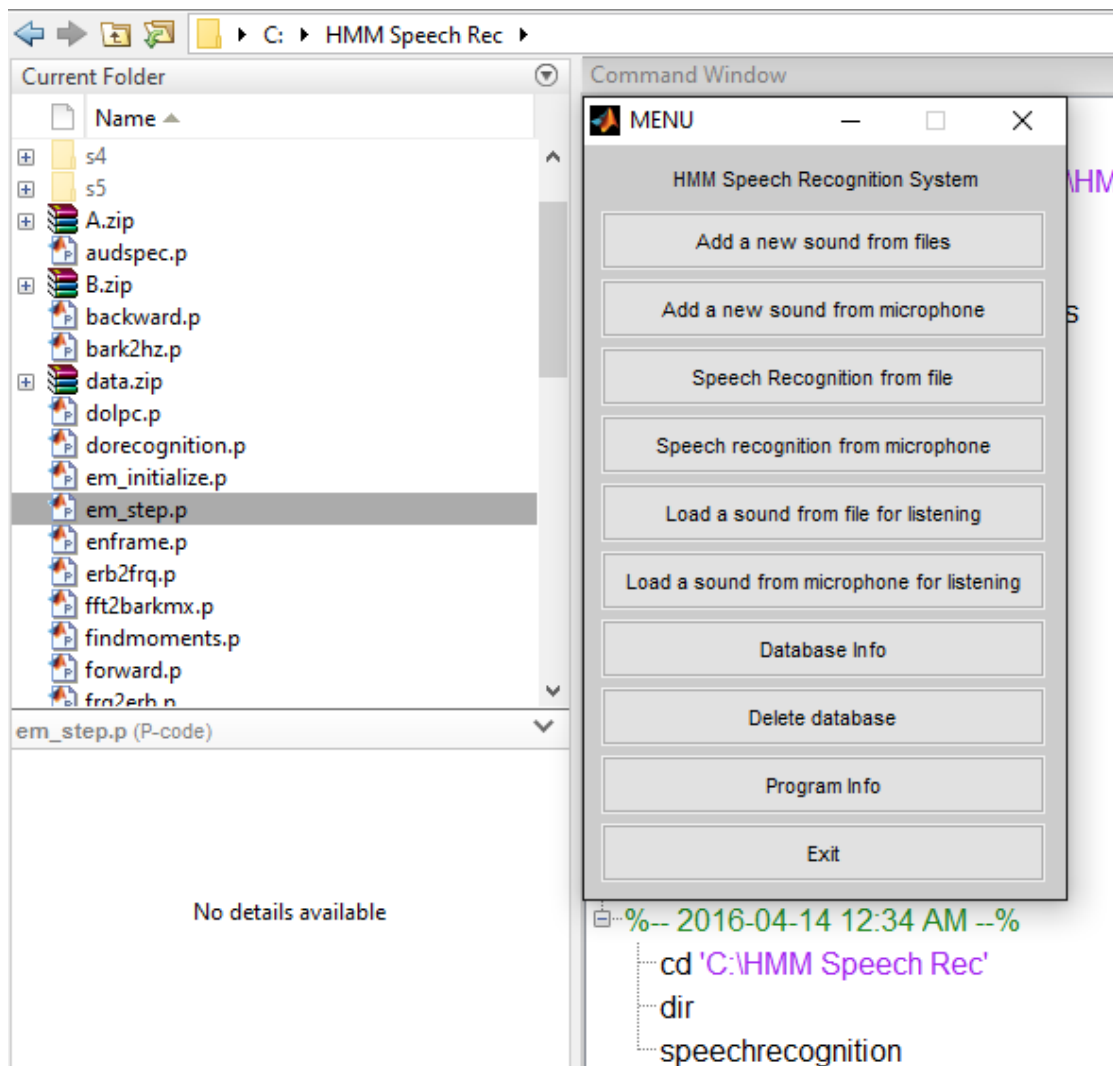 C: HMM Speech Rec
Current Folder
Name
s4
s5
A.zip
audspec.p
B.zip
backward.p
bark2hz.p
data.zip
dolpc.p
dorecognition.p
em_initialize.p
em_step.p
enframe.p
erb2frq.p
fft2barkmx.p
findmoments.p
forward.p
frq2erb.p
em_step.p (P-code)
No details available
Command Window
MENU
HMM Speech Recognition System
\HM
Add a new sound from files
Add a new sound from microphone
s
Speech Recognition from file
Speech recognition from microphone
Load a sound from file for listening
Load a sound from microphone for listening
Database Info
Delete database
Program Info
Exit
%-- 2016-04-14 12:34 AM --%
cd 'C:\HMM Speech Rec'
dir
speechrecognition